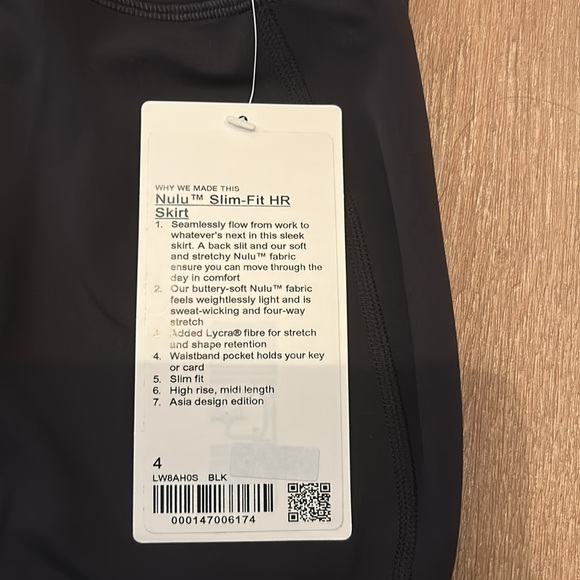 WHY WE MADE THIS
Nulu™ Slim-Fit HR
Skirt
1. Seamlessly flow from work to
whatever's next in this sleek
skirt. A back slit and our soft
and stretchy Nulu™ fabric
ensure you can move through the
day in comfort
2. Our buttery-soft Nulu™ fabric
feels weightlessly light and is
sweat-wicking and four-way
stretch
3. Added Lycra® fibre for stretch
and shape retention
4. Waistband pocket holds your key
or card
5. Slim fit
6. High rise, midi length
7. Asia design edition
4
LW8AH0S BLK
000147006174